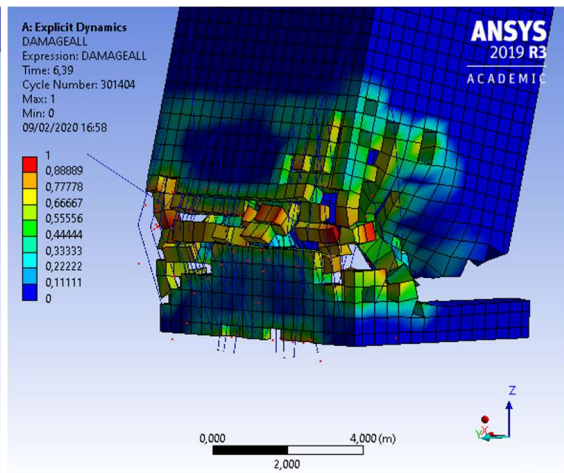 A: Explicit Dynamics
DAMAGEALL
Expression: DAMAGEALL
Time: 6,39
Cycle Number: 301404
Max: 1
Min: 0
09/02/2020 16:58
1
0,88889
0,77778
0,66667
0,55556
0,44444
0,33333
0,22222
0,11111
0
ANSYS
2019 R3
ACADEMIC
Z
Y
X
0,000
4,000 (m)
2,000